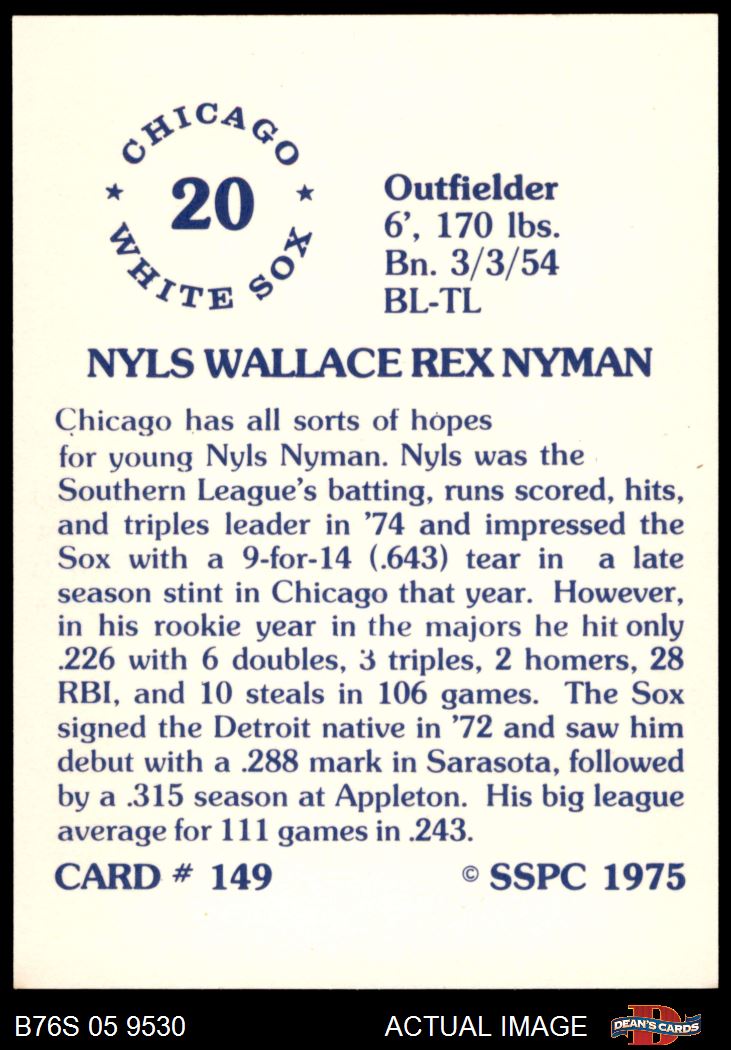 CHICAGO
20
WHITE SOX
Outfielder
6', 170 lbs.
Bn. 3/3/54
BL-TL
NYLS WALLACE REX NYMAN
Chicago has all sorts of hopes
for young Nyls Nyman. Nyls was the
Southern League's batting, runs scored, hits,
and triples leader in '74 and impressed the
Sox with a 9-for-14 (.643) tear in a late
season stint in Chicago that year. However,
in his rookie year in the majors he hit only
.226 with 6 doubles, 3 triples, 2 homers, 28
RBI, and 10 steals in 106 games. The Sox
signed the Detroit native in '72 and saw him
debut with a .288 mark in Sarasota, followed
by a .315 season at Appleton. His big league
average for 111 games in .243.
CARD # 149 © SSPC 1975
B76S 05 9530 ACTUAL IMAGE DEAN'S CARDS